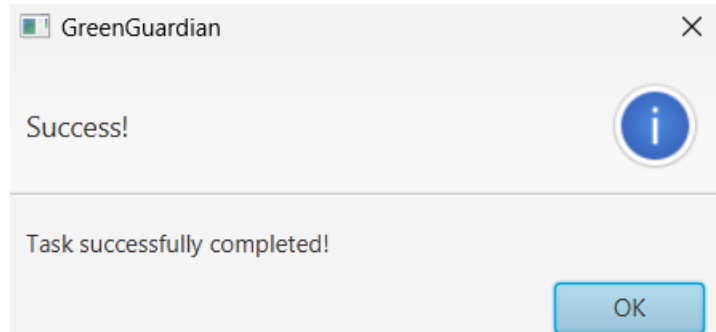 GreenGuardian
Success!
i
Task successfully completed!
OK